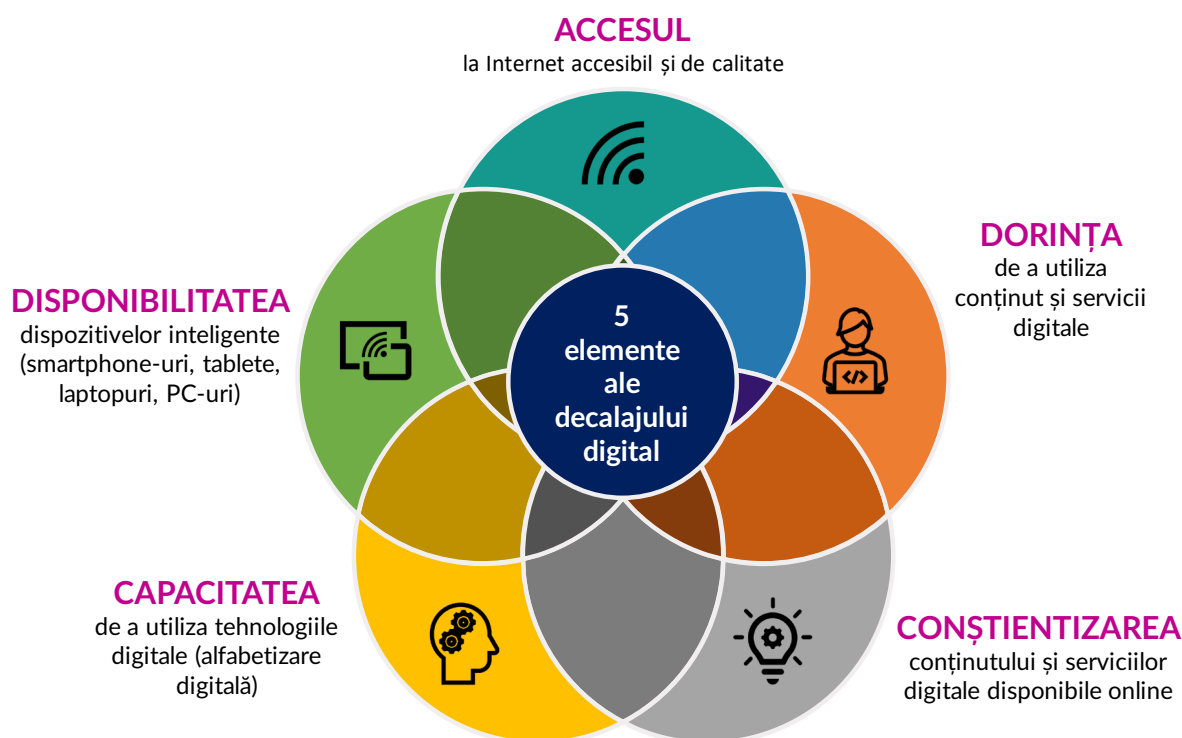 ACCESUL
la Internet accesibil și de calitate
DORINȚA
de a utiliza
conținut și servicii
digitale
DISPONIBILITATEA
dispozitivelor inteligente
(smartphone-uri, tablete,
laptopuri, PC-uri)
5
elemente
ale
decalajului
digital
CAPACITATEA
de a utiliza tehnologiile
digitale (alfabetizare
digitală)
CONȘTIENTIZAREA
conținutului și serviciilor
digitale disponibile online